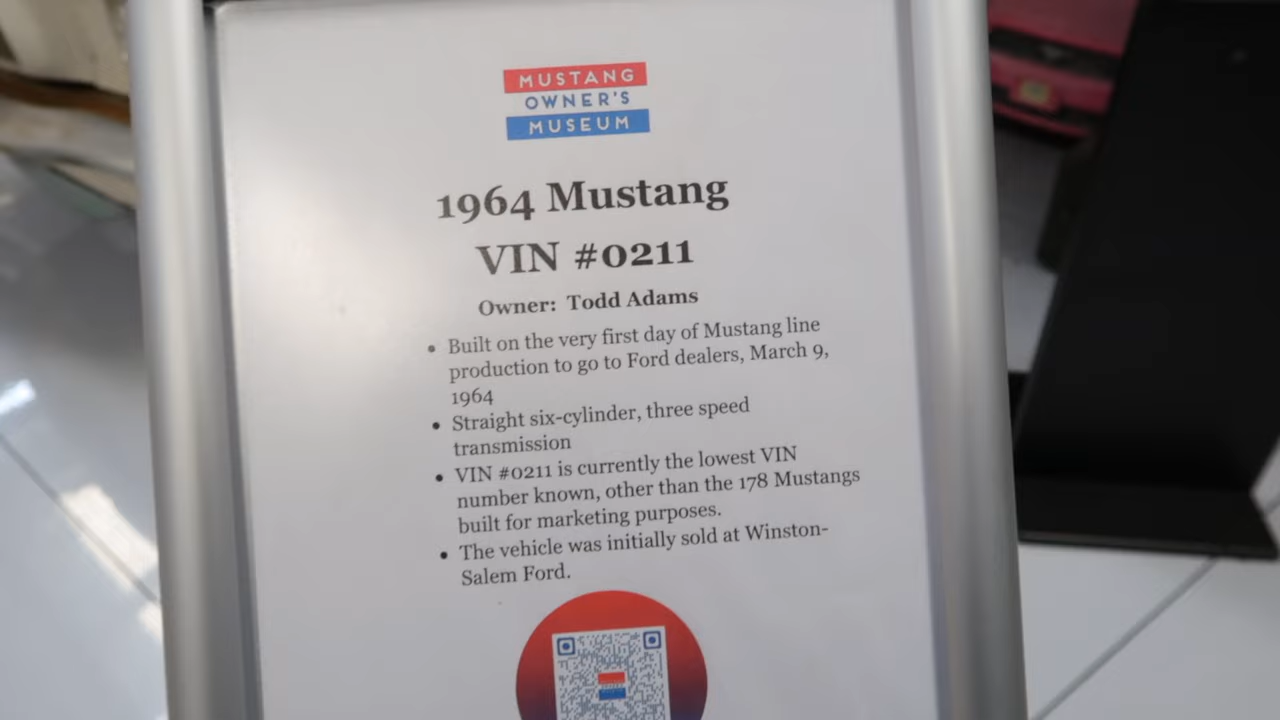 MUSTANG
OWNER'S
MUSEUM
1964 Mustang
VIN #0211
Owner: Todd Adams
• Built on the very first day of Mustang line
production to go to Ford dealers, March 9,
1964
• Straight six-cylinder, three speed
transmission
• VIN #0211 is currently the lowest VIN
number known, other than the 178 Mustangs
built for marketing purposes.
• The vehicle was initially sold at Winston-
Salem Ford.